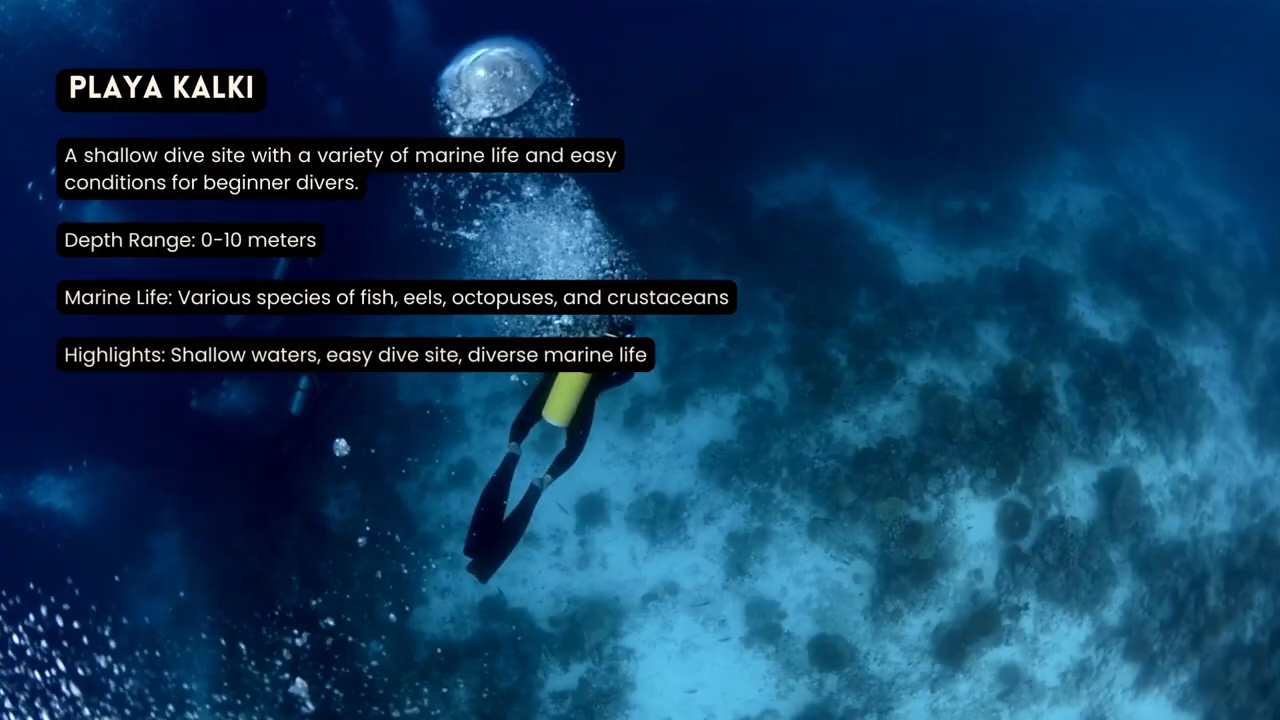 PLAYA KALKI
A shallow dive site with a variety of marine life and easy
conditions for beginner divers.
Depth Range: 0-10 meters
Marine Life: Various species of fish, eels, octopuses, and crustaceans
Highlights: Shallow waters, easy dive site, diverse marine life